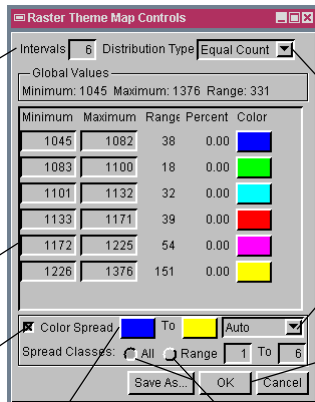 Raster Theme Map Controls
Intervals 6 Distribution Type Equal Count
Global Values
Minimum: 1045 Maximum: 1376 Range: 331
Minimum Maximum Range Percent Color
1045 1082 38 0.00
1083 1100 18 0.00
1101 1132 32 0.00
1133 1171 39 0.00
1172 1225 54 0.00
1226 1376 151 0.00
Color Spread To Auto
Spread Classes: All Range 1 To 6
Save As... OK Cancel